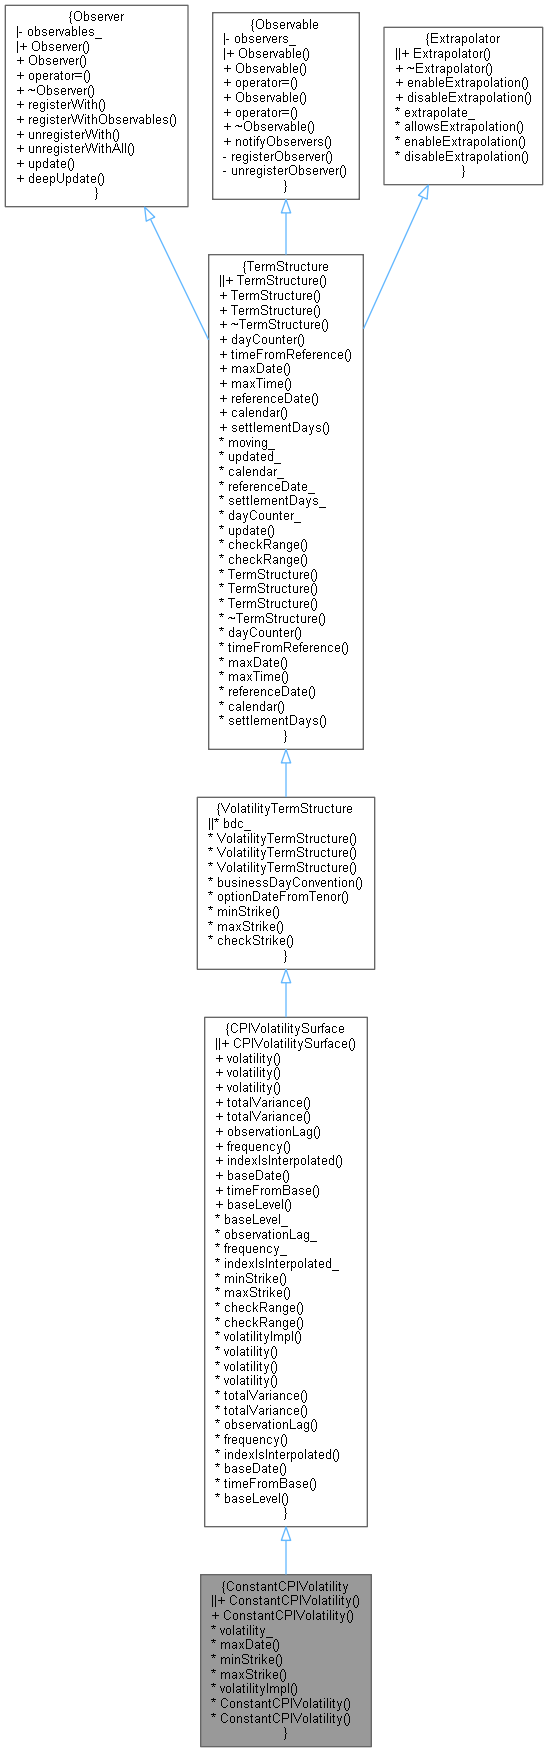 {Observer
|- observables_
|+ Observer()
+ Observer()
+ operator=()
+ ~Observer()
+ registerWith()
+ registerWithObservables()
+ unregisterWith()
+ unregisterWithAll()
+ update()
+ deepUpdate()
}
{Observable
|- observers_
|+ Observable()
+ Observable()
+ operator=()
+ Observable()
+ operator=()
+ ~Observable()
+ notifyObservers()
- registerObserver()
- unregisterObserver()
}
{Extrapolator
||+ Extrapolator()
+ ~Extrapolator()
+ enableExtrapolation()
+ disableExtrapolation()
* extrapolate_
* allowsExtrapolation()
* enableExtrapolation()
* disableExtrapolation()
}
{TermStructure
||+ TermStructure()
+ TermStructure()
+ TermStructure()
+ ~TermStructure()
+ dayCounter()
+ timeFromReference()
+ maxDate()
+ maxTime()
+ referenceDate()
+ calendar()
+ settlementDays()
* moving_
* updated_
* calendar_
* referenceDate_
* settlementDays_
* dayCounter_
* update()
* checkRange()
* checkRange()
* TermStructure()
* TermStructure()
* TermStructure()
* ~TermStructure()
* dayCounter()
* timeFromReference()
* maxDate()
* maxTime()
* referenceDate()
* calendar()
* settlementDays()
}
{VolatilityTermStructure
||* bdc_
* VolatilityTermStructure()
* VolatilityTermStructure()
* VolatilityTermStructure()
* businessDayConvention()
* optionDateFromTenor()
* minStrike()
* maxStrike()
* checkStrike()
}
{CPIVolatilitySurface
||+ CPIVolatilitySurface()
+ volatility()
+ volatility()
+ volatility()
+ totalVariance()
+ totalVariance()
+ observationLag()
+ frequency()
+ indexIsInterpolated()
+ baseDate()
+ timeFromBase()
+ baseLevel()
* baseLevel_
* observationLag_
* frequency_
* indexIsInterpolated_
* minStrike()
* maxStrike()
* checkRange()
* checkRange()
* volatilityImpl()
* volatility()
* volatility()
* volatility()
* totalVariance()
* totalVariance()
* observationLag()
* frequency()
* indexIsInterpolated()
* baseDate()
* timeFromBase()
* baseLevel()
}
{ConstantCPIVolatility
||+ ConstantCPIVolatility()
+ ConstantCPIVolatility()
* volatility_
* maxDate()
* minStrike()
* maxStrike()
* volatilityImpl()
* ConstantCPIVolatility()
* ConstantCPIVolatility()
}